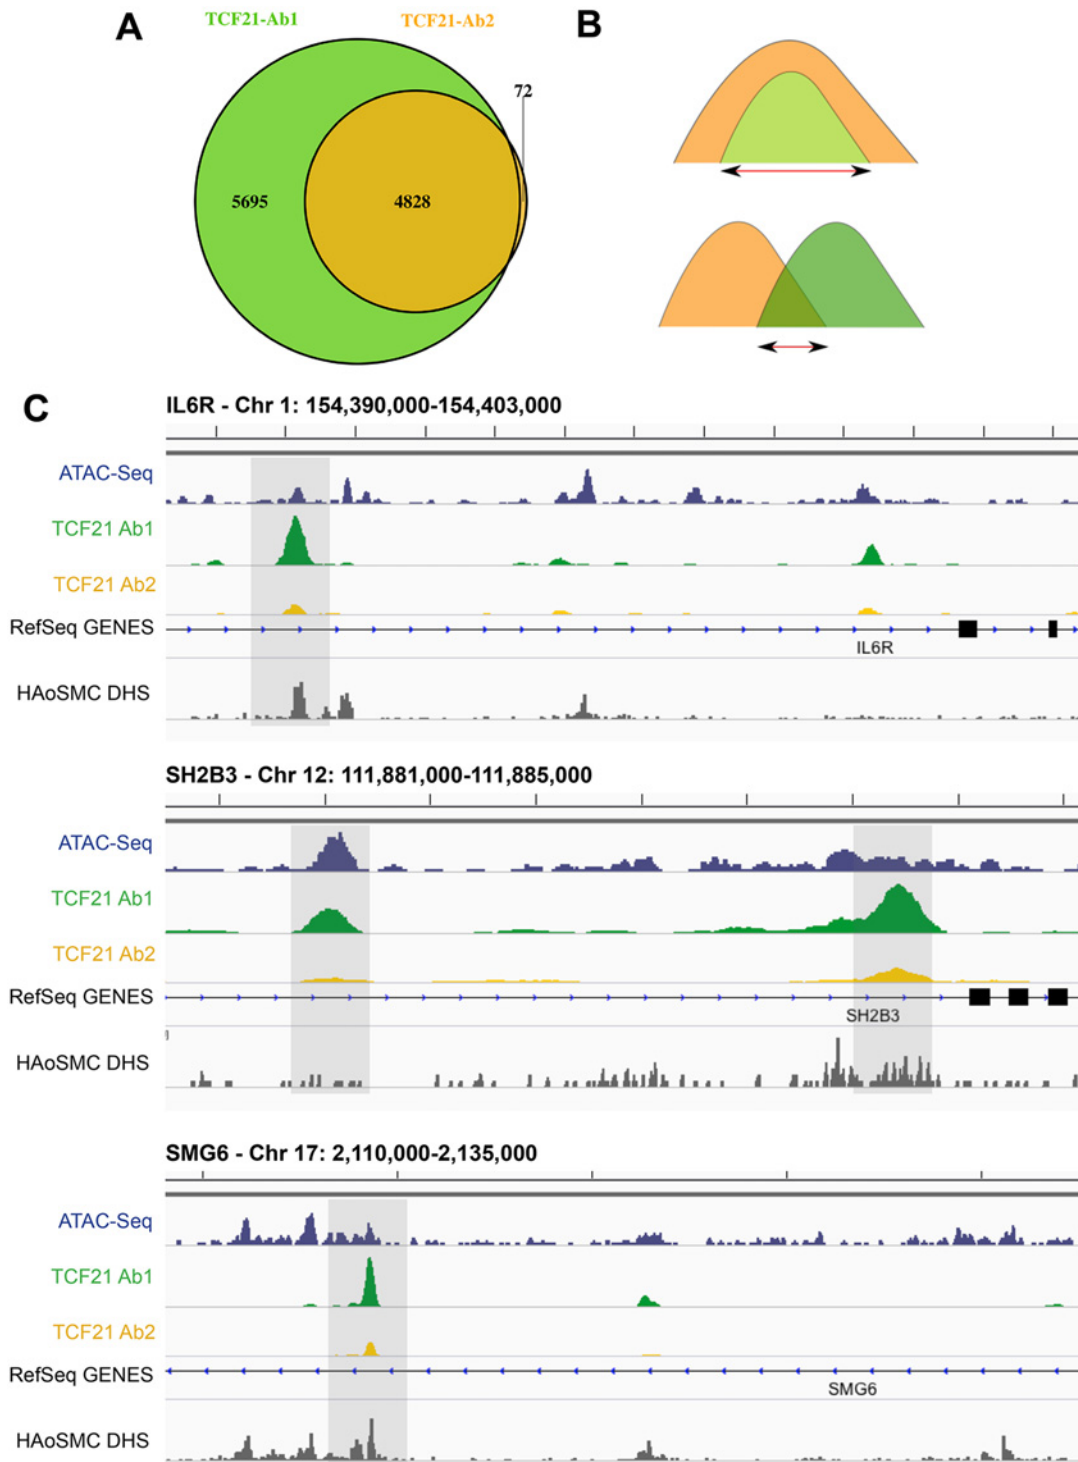 A
TCF21-Ab1
TCF21-Ab2
72
5695
4828
B
C
IL6R - Chr 1: 154,390,000-154,403,000
ATAC-Seq
TCF21 Ab1
TCF21 Ab2
RefSeq GENES
IL6R
HAoSMC DHS
SH2B3 - Chr 12: 111,881,000-111,885,000
ATAC-Seq
TCF21 Ab1
TCF21 Ab2
RefSeq GENES
SH2B3
HAoSMC DHS
SMG6 - Chr 17: 2,110,000-2,135,000
ATAC-Seq
TCF21 Ab1
TCF21 Ab2
RefSeq GENES
SMG6
HAoSMC DHS